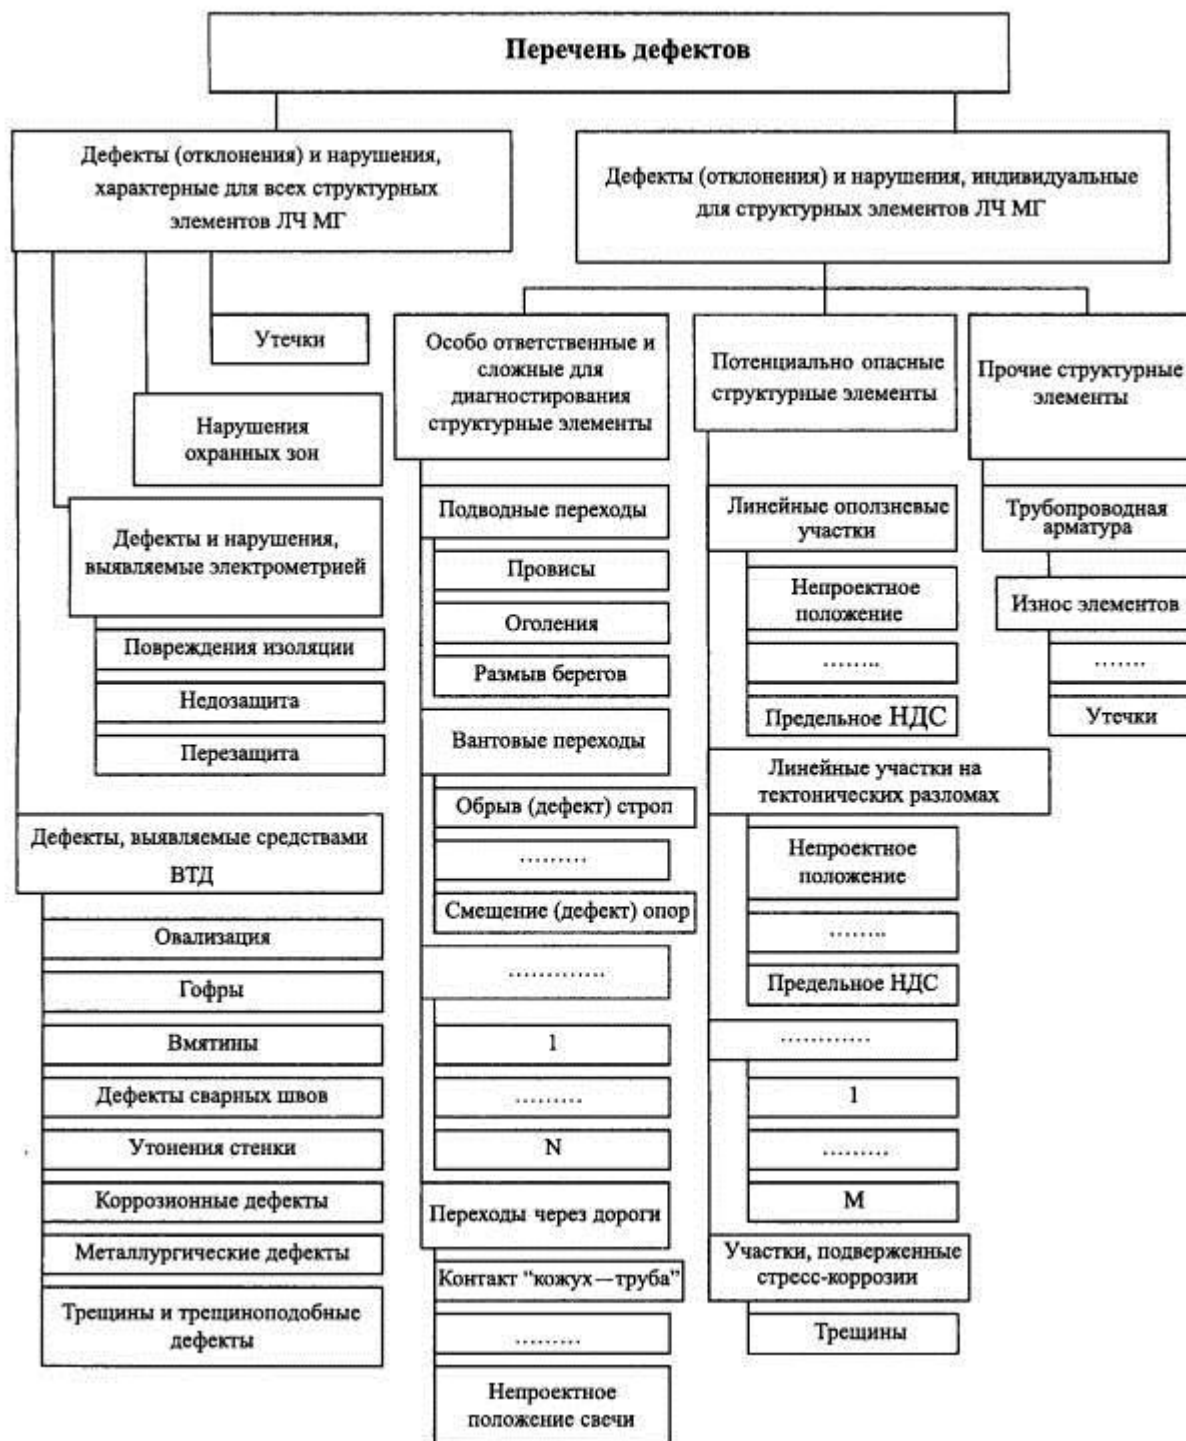 Перечень дефектов
Дефекты (отклонения) и нарушения,
характерные для всех структурных
элементов ЛЧ МГ
Утечки
Нарушения
охранных зон
Дефекты и нарушения,
выявляемые электрометрией
Повреждения изоляции
Недозащита
Перезащита
Дефекты, выявляемые средствами
ВТД
Овализация
Гофры
Вмятины
Дефекты сварных швов
Утонения стенки
Коррозионные дефекты
Металлургические дефекты
Трещины и трещиноподобные
дефекты
Дефекты (отклонения) и нарушения, индивидуальные
для структурных элементов ЛЧ МГ
Особо ответственные и
сложные для
диагностирования
структурные элементы
Подводные переходы
Провисы
Оголения
Размыв берегов
Вантовые переходы
Обрыв (дефект) строп
.........
Смещение (дефект) опор
.............
1
.........
N
Переходы через дороги
Контакт “кожух—труба”
.........
Непроектное
положение свечи
Потенциально опасные
структурные элементы
Линейные оползневые
участки
Непроектное
положение
........
Предельное НДС
Линейные участки на
тектонических разломах
Непроектное
положение
........
Предельное НДС
............
1
.........
М
Участки, подверженные
стресс-коррозии
Трещины
Прочие структурные
элементы
Трубопроводная
арматура
Износ элементов
.......
Утечки